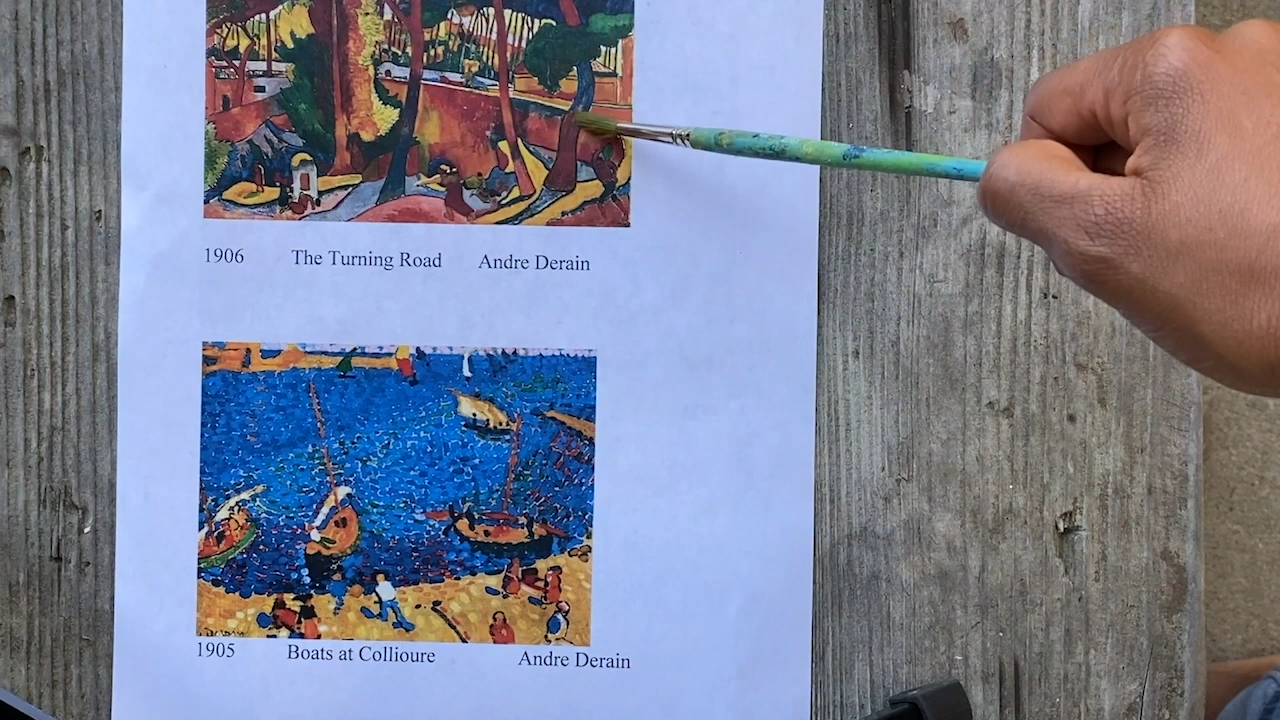 1906 The Turning Road Andre Derain
1905 Boats at Collioure Andre Derain